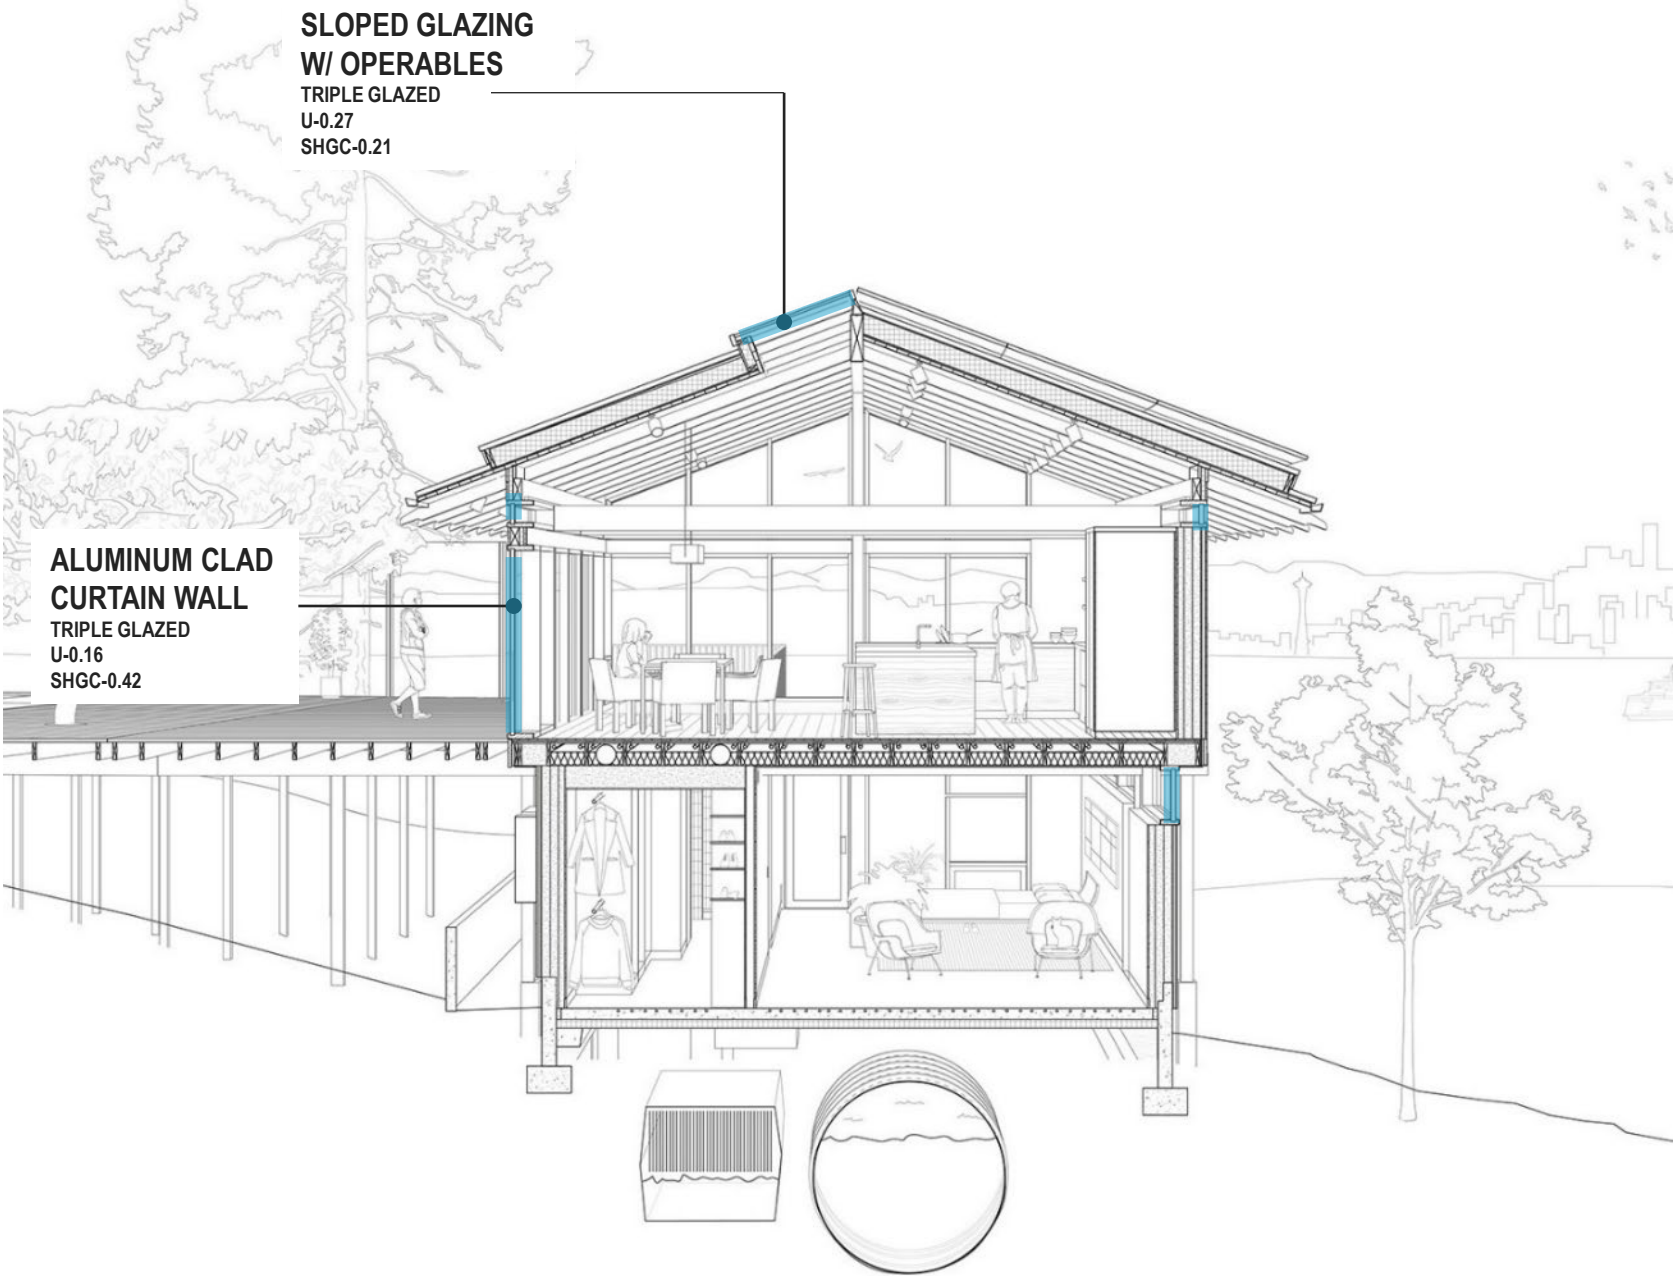 SLOPED GLAZING
W/ OPERABLES
TRIPLE GLAZED
U-0.27
SHGC-0.21
ALUMINUM CLAD
CURTAIN WALL
TRIPLE GLAZED
U-0.16
SHGC-0.42